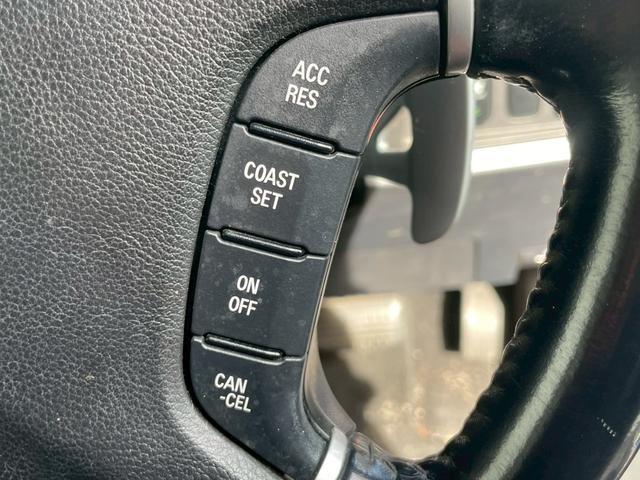 ACC
RES
COAST
SET
ON
OFF
CAN
-CEL